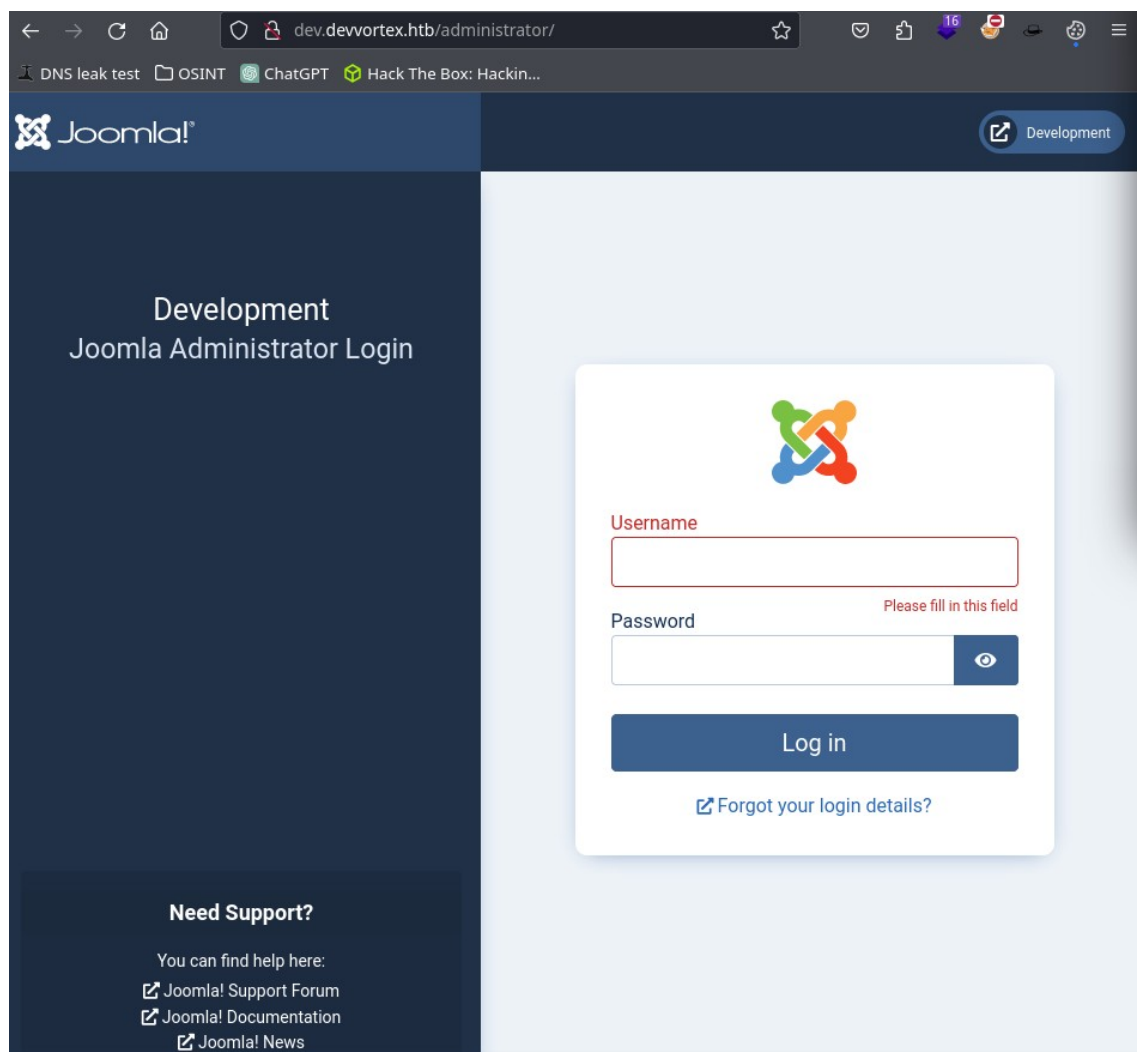 dev.devvortex.htb/administrator/
16
DNS leak test OSINT ChatGPT Hack The Box: Hackin...
Joomla!®
Development
Development
Joomla Administrator Login
Username
Please fill in this field
Password
Log in
Forgot your login details?
Need Support?
You can find help here:
Joomla! Support Forum
Joomla! Documentation
Joomla! News